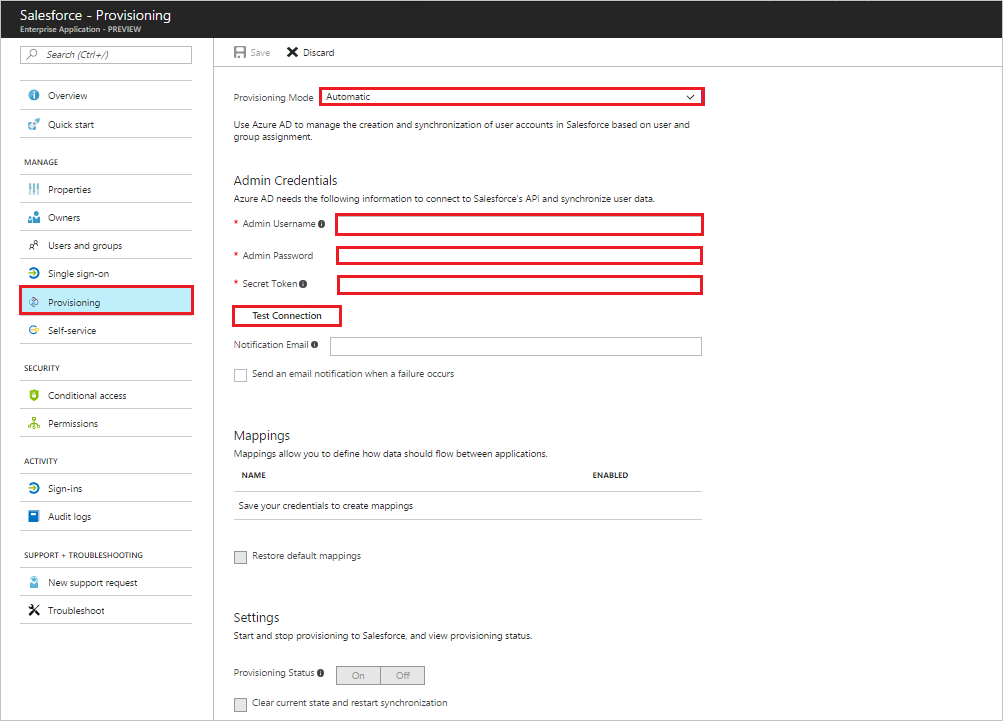 Salesforce - Provisioning
Enterprise Application - PREVIEW
Search (Ctrl+/)
Overview
Quick start
MANAGE
Properties
Owners
Users and groups
Single sign-on
Provisioning
Self-service
SECURITY
Conditional access
Permissions
ACTIVITY
Sign-ins
Audit logs
SUPPORT + TROUBLESHOOTING
New support request
Troubleshoot
Save Discard
Provisioning Mode Automatic
Use Azure AD to manage the creation and synchronization of user accounts in Salesforce based on user and
group assignment.
Admin Credentials
Azure AD needs the following information to connect to Salesforce's API and synchronize user data.
* Admin Username
* Admin Password
* Secret Token
Test Connection
Notification Email
Send an email notification when a failure occurs
Mappings
Mappings allow you to define how data should flow between applications.
NAME ENABLED
Save your credentials to create mappings
Restore default mappings
Settings
Start and stop provisioning to Salesforce, and view provisioning status.
Provisioning Status On Off
Clear current state and restart synchronization